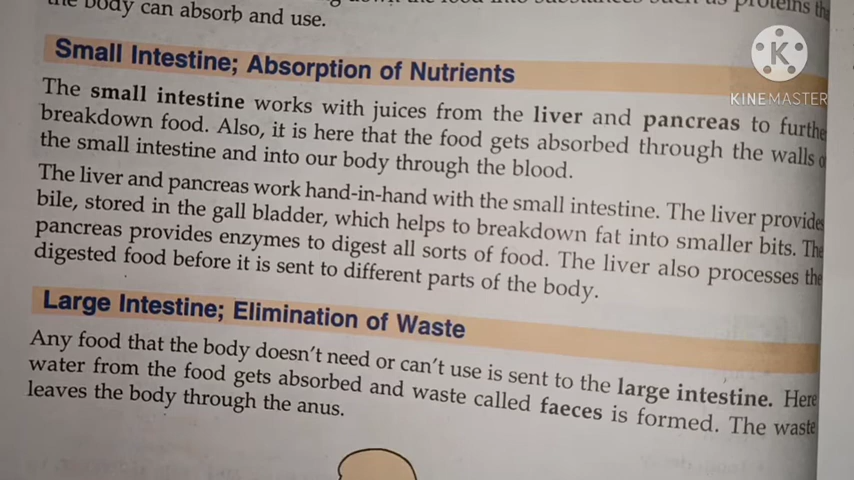 the body can absorb and use.
Small Intestine; Absorption of Nutrients
The small intestine works with juices from the liver and pancreas to furthe
breakdown food. Also, it is here that the food gets absorbed through the walls o
the small intestine and into our body through the blood.
The liver and pancreas work hand-in-hand with the small intestine. The liver provides
bile, stored in the gall bladder, which helps to breakdown fat into smaller bits. The
pancreas provides enzymes to digest all sorts of food. The liver also processes the
digested food before it is sent to different parts of the body.
Large Intestine; Elimination of Waste
Any food that the body doesn't need or can't use is sent to the large intestine. Here
water from the food gets absorbed and waste called faeces is formed. The waste
leaves the body through the anus.
KINEMASTER